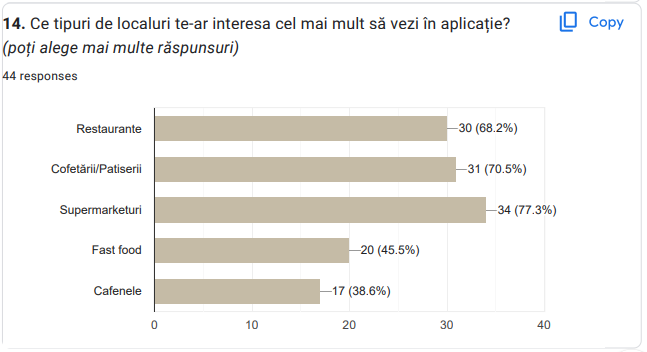 14. Ce tipuri de localuri te-ar interesa cel mai mult să vezi în aplicație?
(poți alege mai multe răspunsuri)
Copy
44 responses
Restaurante 30 (68.2%)
Cofetării/Patiserii 31 (70.5%)
Supermarketuri 34 (77.3%)
Fast food 20 (45.5%)
Cafenele 17 (38.6%)
0 10 20 30 40